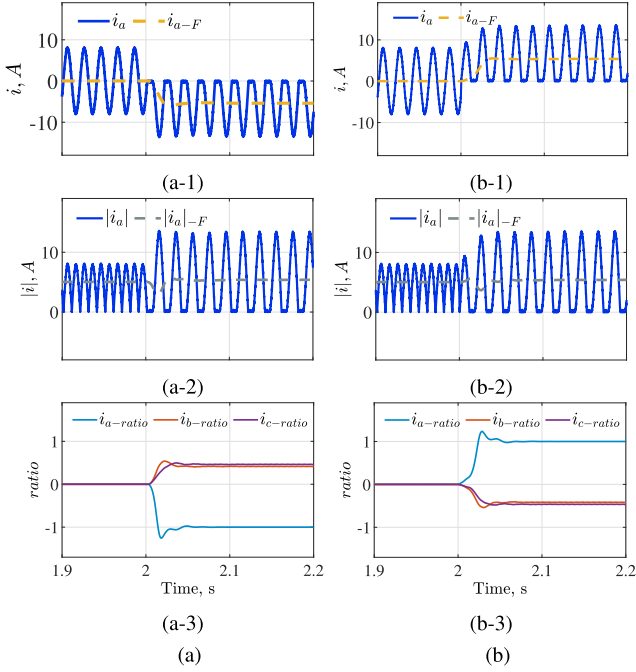 i_a i_{a-F}
i_a i_{a-F}
10
0
-10
i, A
10
0
-10
i, A
(a-1)
(b-1)
|i_a| |i_a|_{-F}
|i_a| |i_a|_{-F}
10
0
|i|, A
10
0
|i|, A
(a-2)
(b-2)
i_{a-ratio} i_{b-ratio} i_{c-ratio}
i_{a-ratio} i_{b-ratio} i_{c-ratio}
1
0
-1
ratio
1
0
-1
ratio
1.9 2 2.1 2.2
1.9 2 2.1 2.2
Time, s
Time, s
(a-3)
(b-3)
(a)
(b)